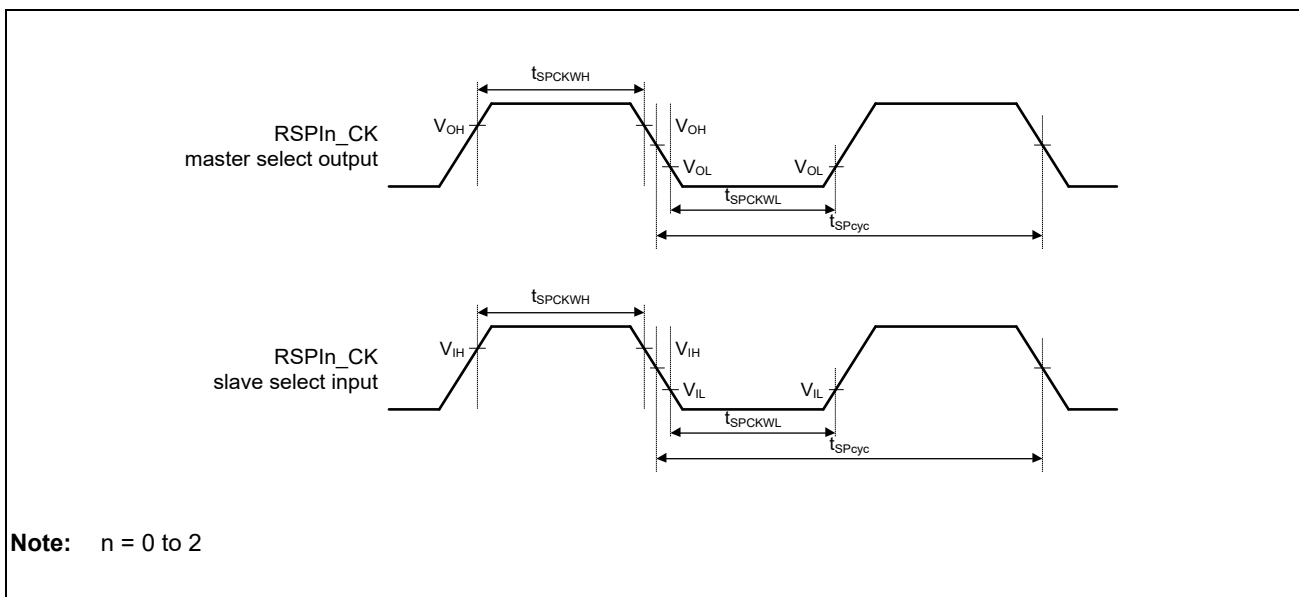 tSPCKWH
RSPIn_CK
master select output
VOH
VOH
VOL
VOL
tSPCKWL
tSPcyc
tSPCKWH
RSPIn_CK
slave select input
VIH
VIH
VIL
VIL
tSPCKWL
tSPcyc
Note: n = 0 to 2